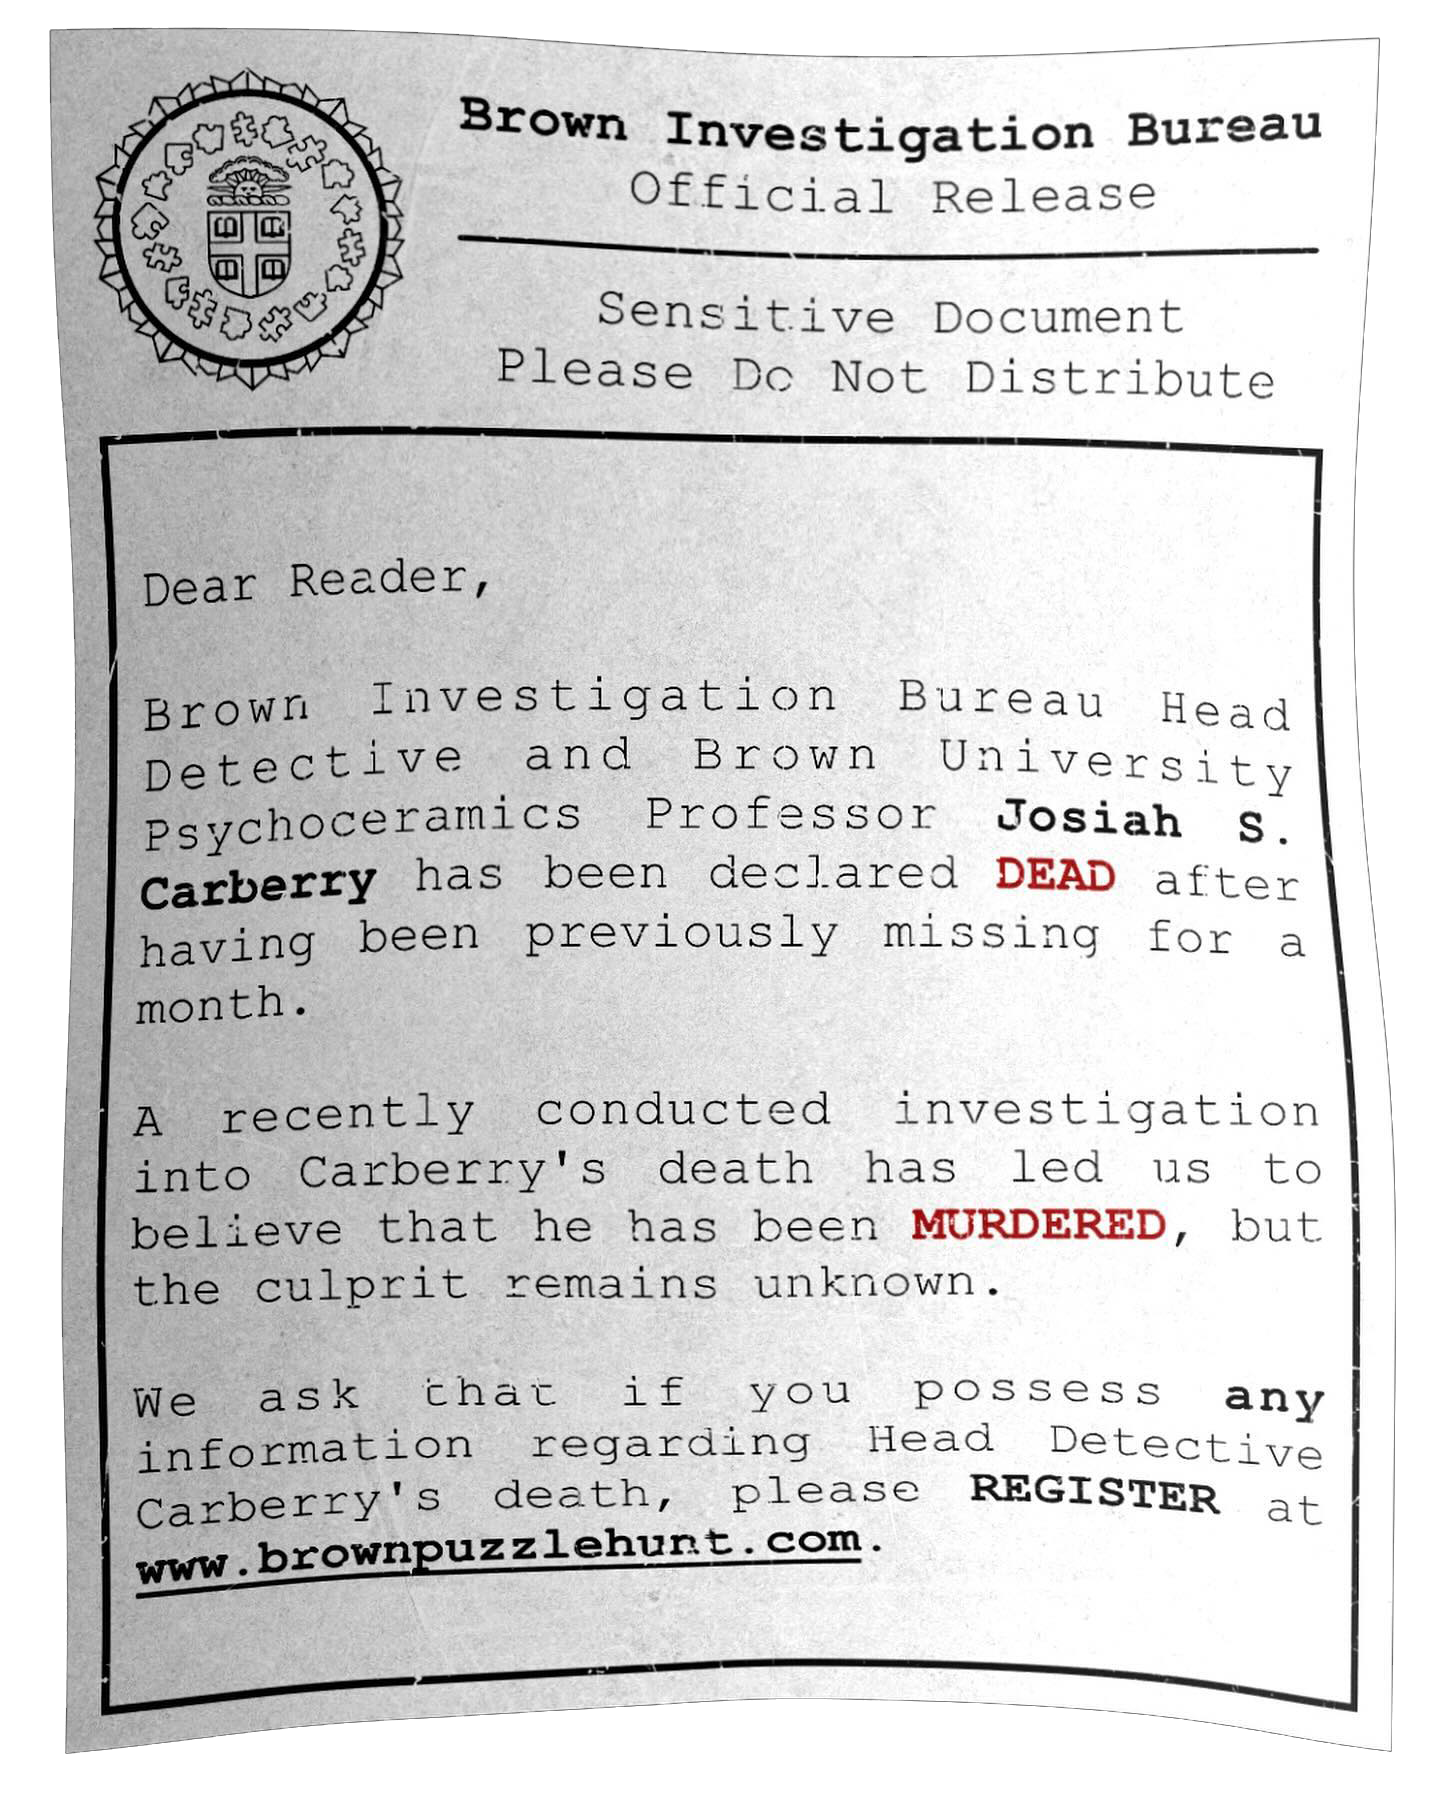 Brown Investigation Bureau
Official Release
Sensitive Document
Please Do Not Distribute
Dear Reader,
Brown Investigation Bureau Head
Detective and Brown University
Psychoceramics Professor Josiah S.
Carberry has been declared DEAD after
having been previously missing for a
month.
A recently conducted investigation
into Carberry's death has led us to
believe that he has been MURDERED, but
the culprit remains unknown.
We ask that if you possess any
information regarding Head Detective
Carberry's death, please REGISTER at
www.brownpuzzlehunt.com.